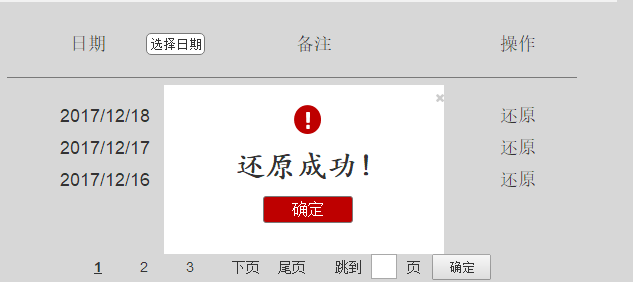 日期 选择日期 备注 操作
×
2017/12/18 还原
2017/12/17 还原
还原成功！
2017/12/16 还原
确定
1 2 3 下页 尾页 跳到 页 确定